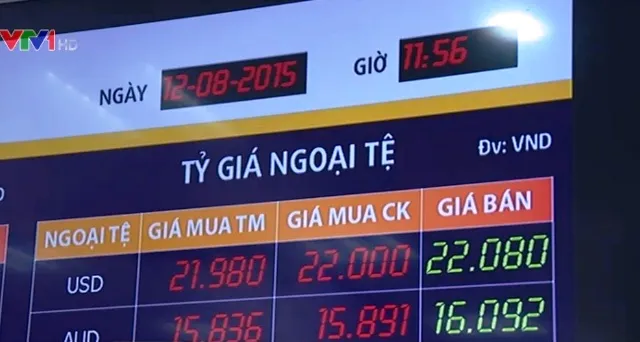 VTV1 HD
NGÀY 12-08-2015 GIỜ 11:56
TỶ GIÁ NGOẠI TỆ Đv: VND
NGOẠI TỆ GIÁ MUA TM GIÁ MUA CK GIÁ BÁN
USD 21.980 22.000 22.080
AUD 15.836 15.891 16.092